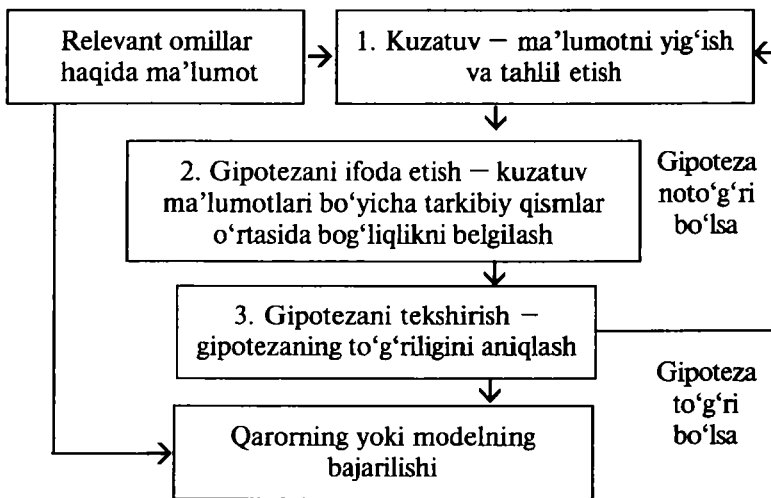 Relevant omillar
haqida ma’lumot
1. Kuzatuv — ma’lumotni yig‘ish
va tahlil etish
2. Gipotezani ifoda etish — kuzatuv
ma’lumotlari bo‘yicha tarkibiy qismlar
o‘rtasida bog‘liqlikni belgilash
Gipoteza
noto‘g‘ri
bo‘lsa
3. Gipotezani tekshirish —
gipotezaning to‘g‘riligini aniqlash
Gipoteza
to‘g‘ri
bo‘lsa
Qarorning yoki modelning
bajarilishi